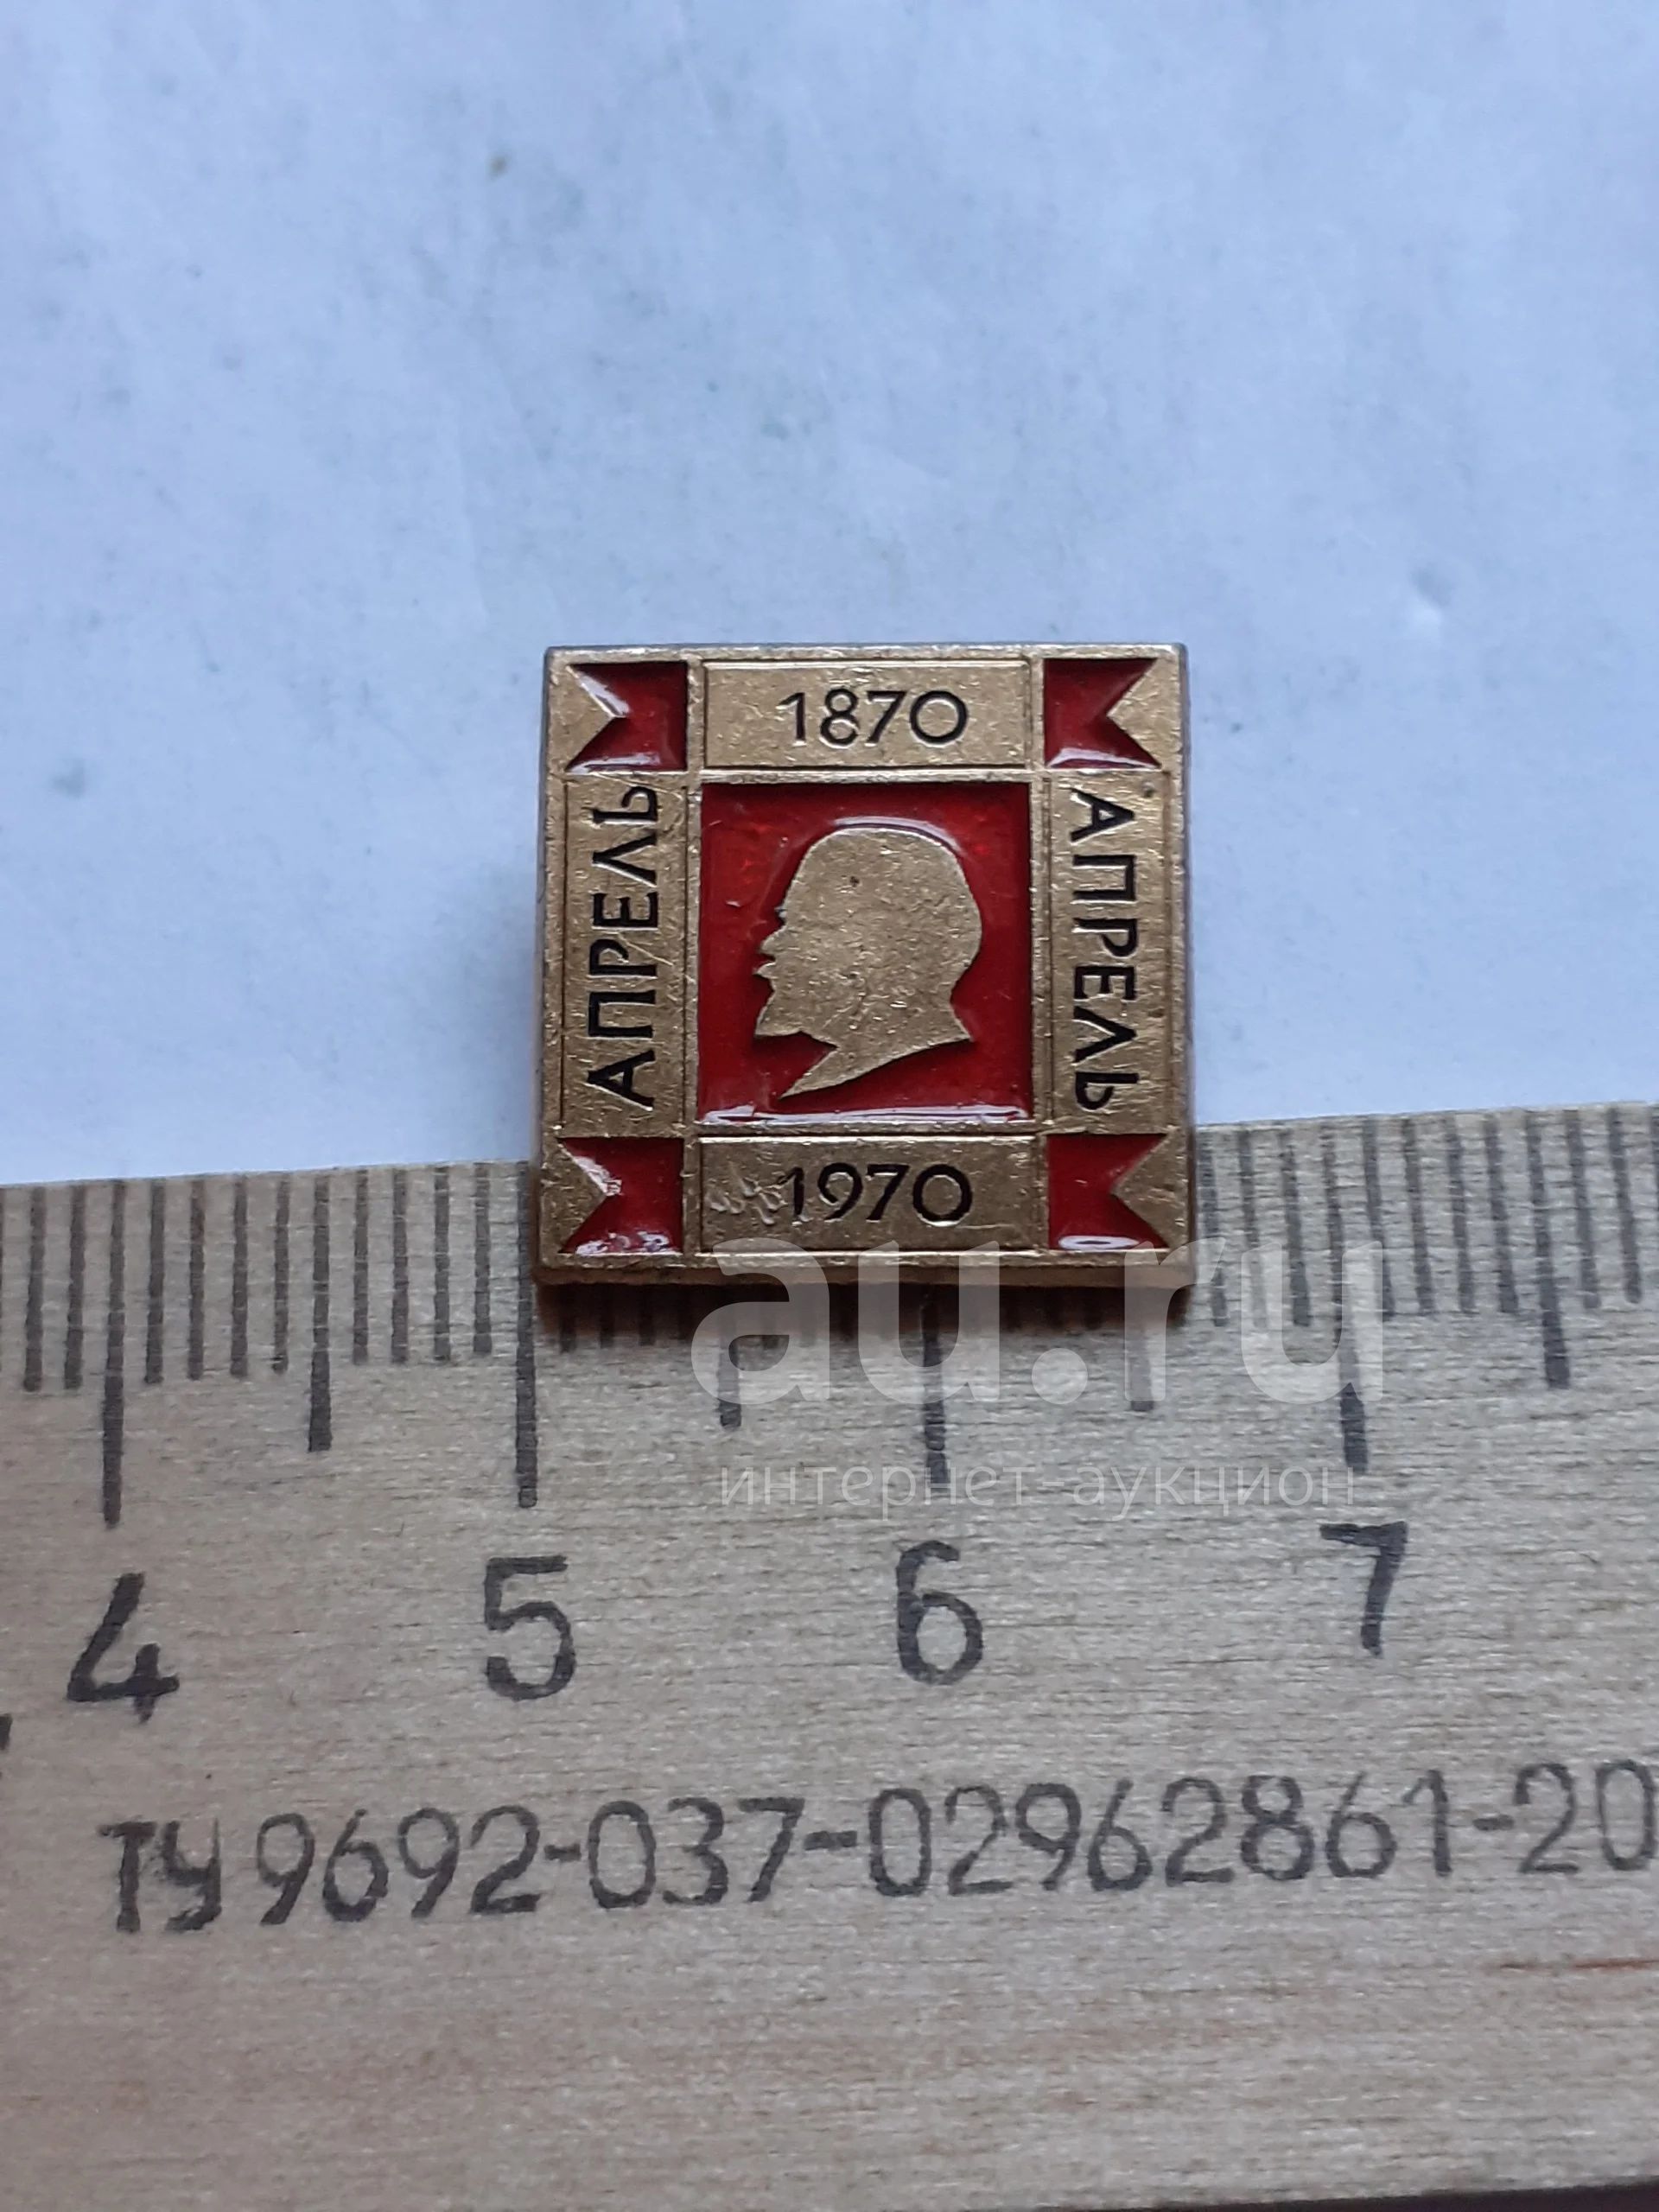 1870
АПРЕЛЬ
АПРЕЛЬ
1970
au.ru
интернет-аукцион
4 5 6 7
ТУ 9692-037-02962861-20